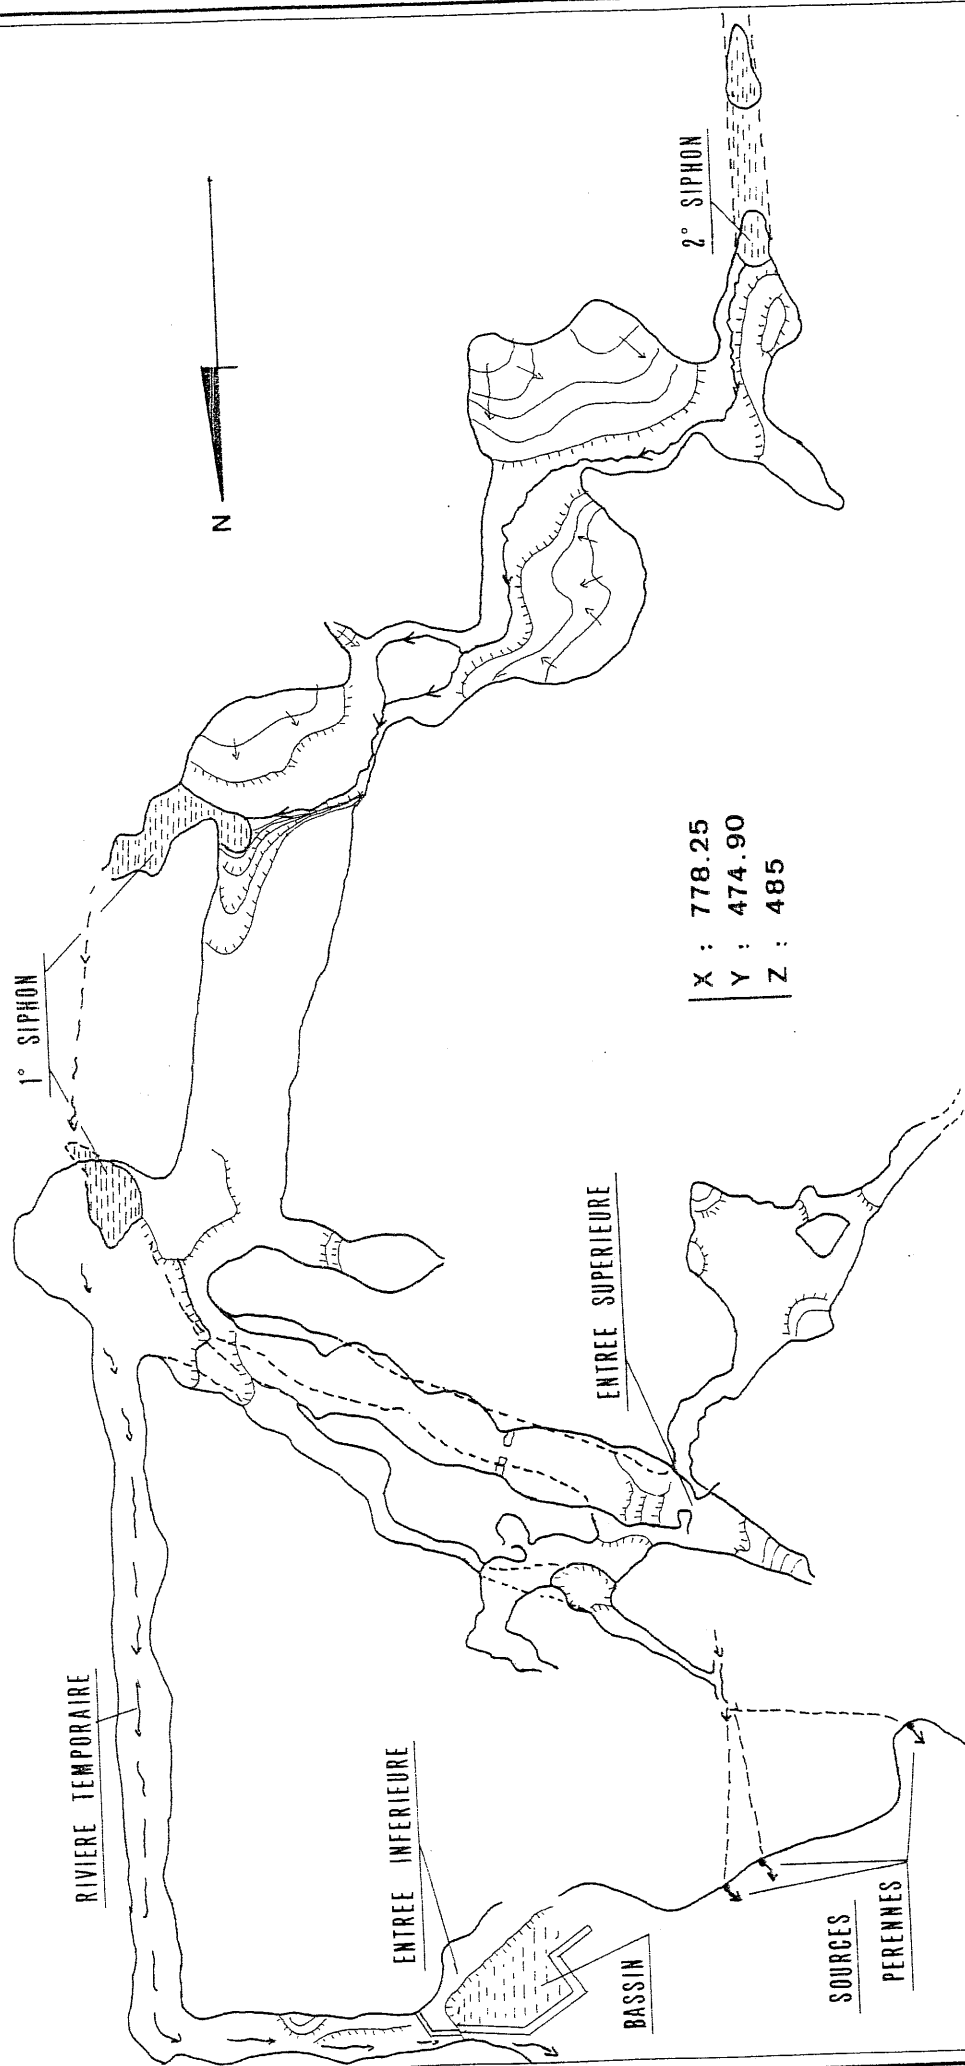 1° SIPHON
2° SIPHON
N
RIVIERE TEMPORAIRE
ENTREE SUPERIEURE
ENTREE INFERIEURE
BASSIN
SOURCES
PERENNES
X : 778.25
Y : 474.90
Z : 485